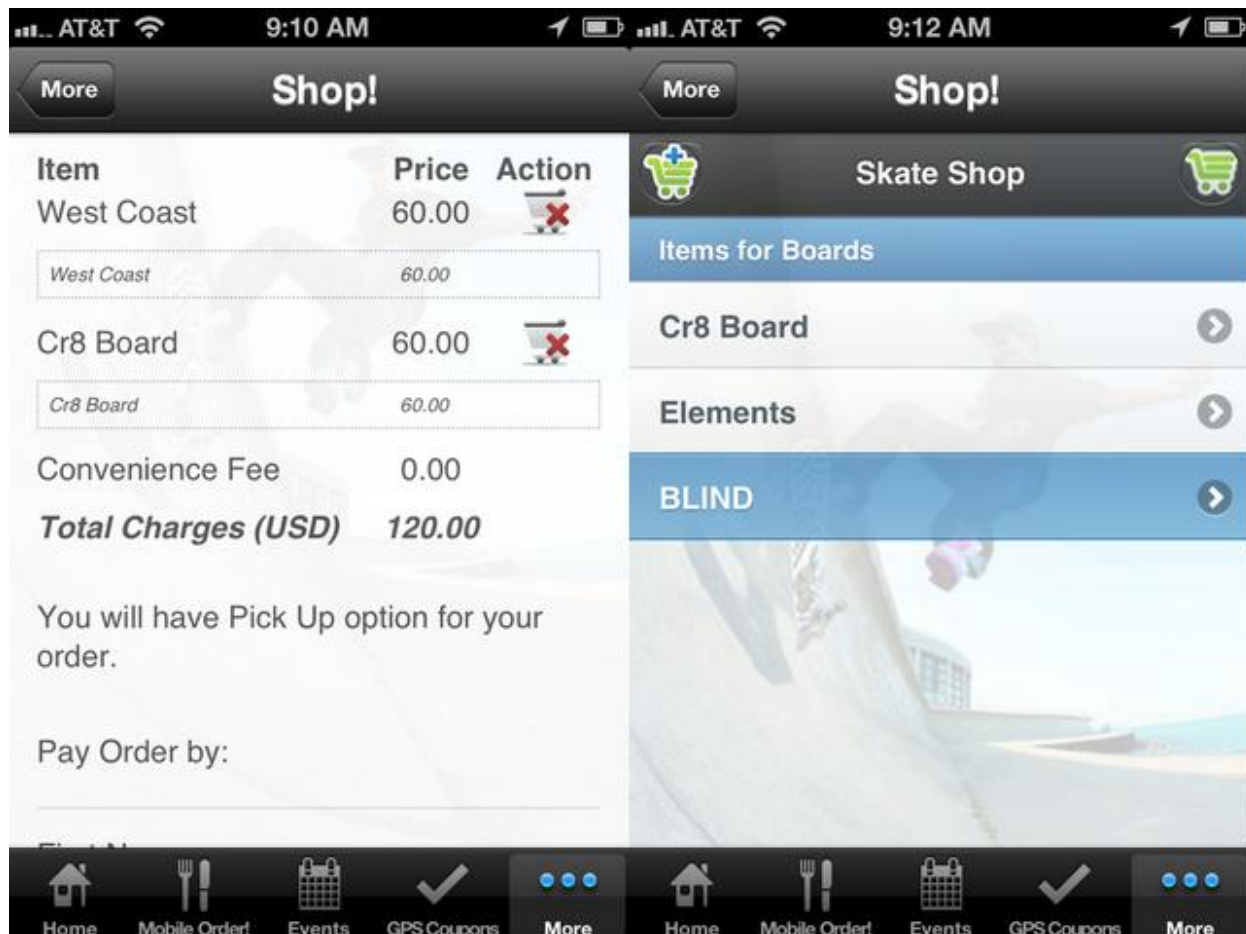 AT&T 9:10 AM
More Shop!
Item Price Action
West Coast 60.00
West Coast 60.00
Cr8 Board 60.00
Cr8 Board 60.00
Convenience Fee 0.00
Total Charges (USD) 120.00
You will have Pick Up option for your
order.
Pay Order by:
Home Mobile Order! Events GPS Coupons More
AT&T 9:12 AM
More Shop!
Skate Shop
Items for Boards
Cr8 Board
Elements
BLIND
Home Mobile Order! Events GPS Coupons More